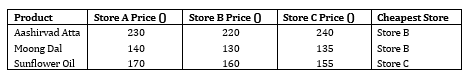 Product Store A Price () Store B Price () Store C Price () Cheapest Store
Aashirvad Atta 230 220 240 Store B
Moong Dal 140 130 135 Store B
Sunflower Oil 170 160 155 Store C